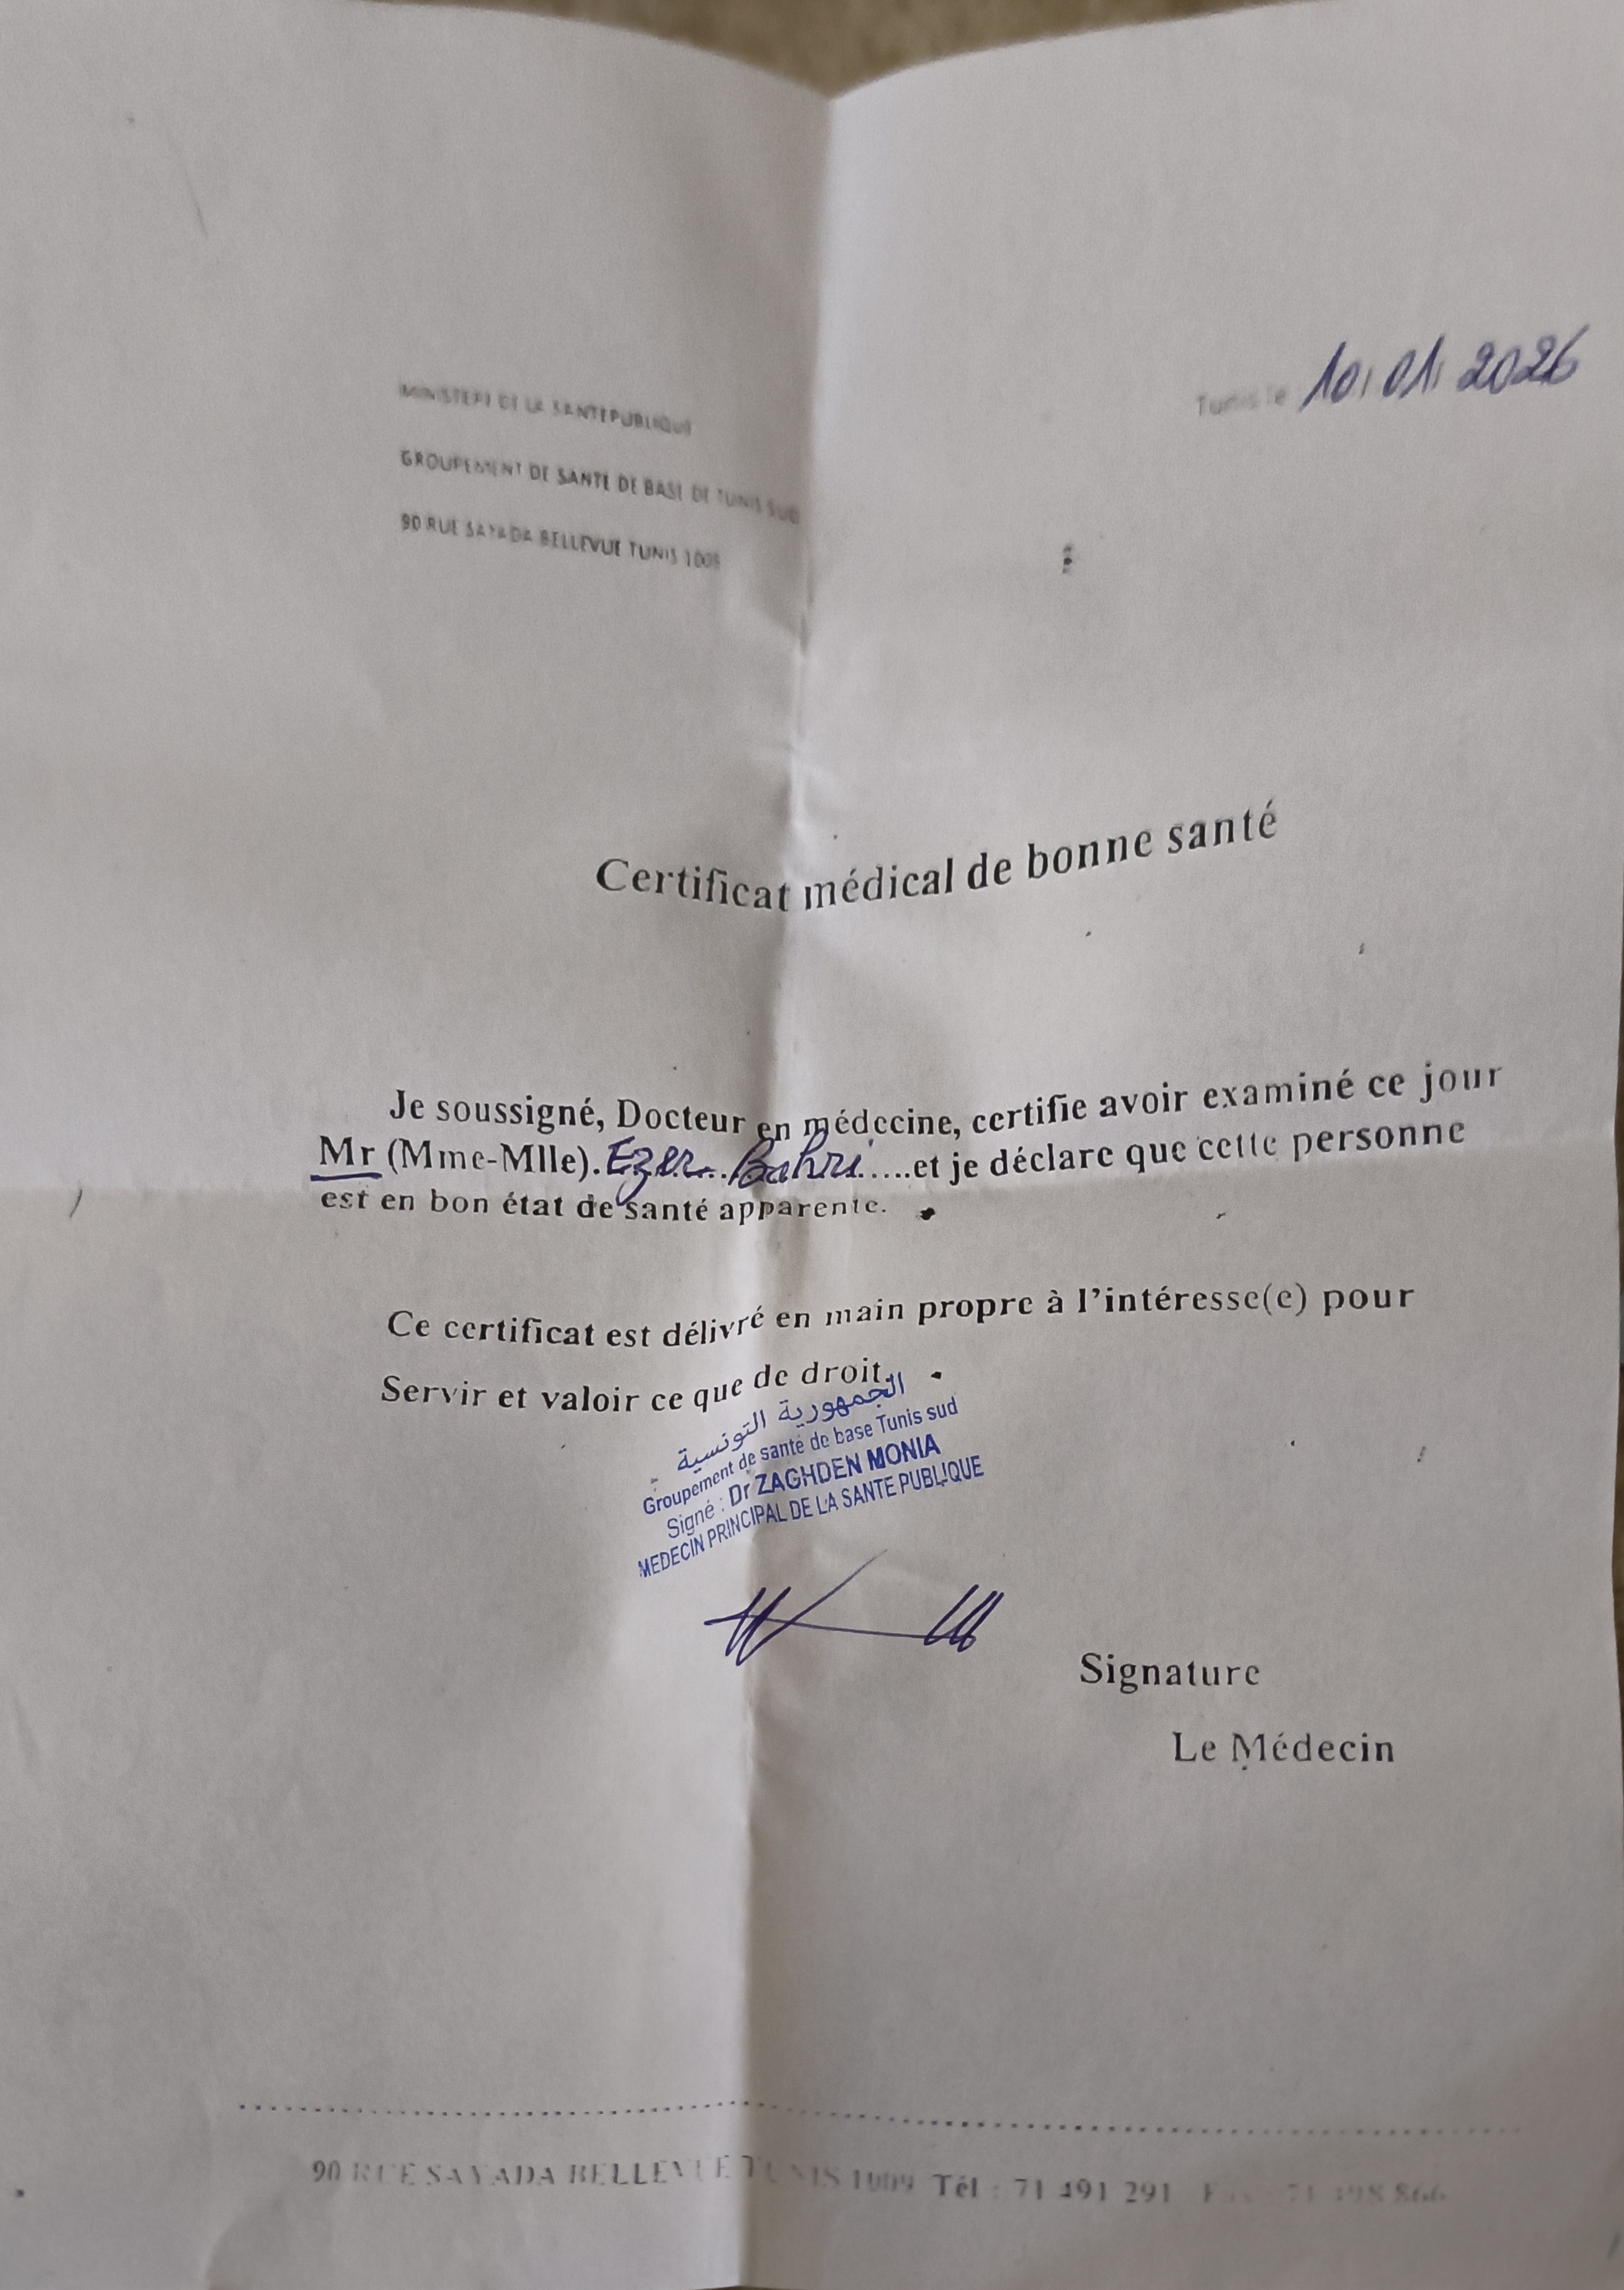 MINISTERE DE LA SANTE PUBLIQUE
Tunis le 10/01/2026
GROUPEMENT DE SANTE DE BASE DE TUNIS SUD
90 RUE SAYADA BELLEVUE TUNIS 1009
Certificat médical de bonne santé
Je soussigné, Docteur en médecine, certifie avoir examiné ce jour
Mr (Mme-Mlle).Ezer...Bahri.....et je déclare que cette personne
est en bon état de santé apparente.
Ce certificat est délivré en main propre à l'intéresse(e) pour
Servir et valoir ce que de droit.
الجمهورية التونسية
Groupement de santé de base Tunis sud
Signé : Dr ZAGHDEN MONIA
MEDECIN PRINCIPAL DE LA SANTE PUBLIQUE
Signature
Le Médecin
90 RUE SAYADA BELLEVUE TUNIS 1009 Tél : 71 491 291 Fax : 71 498 866